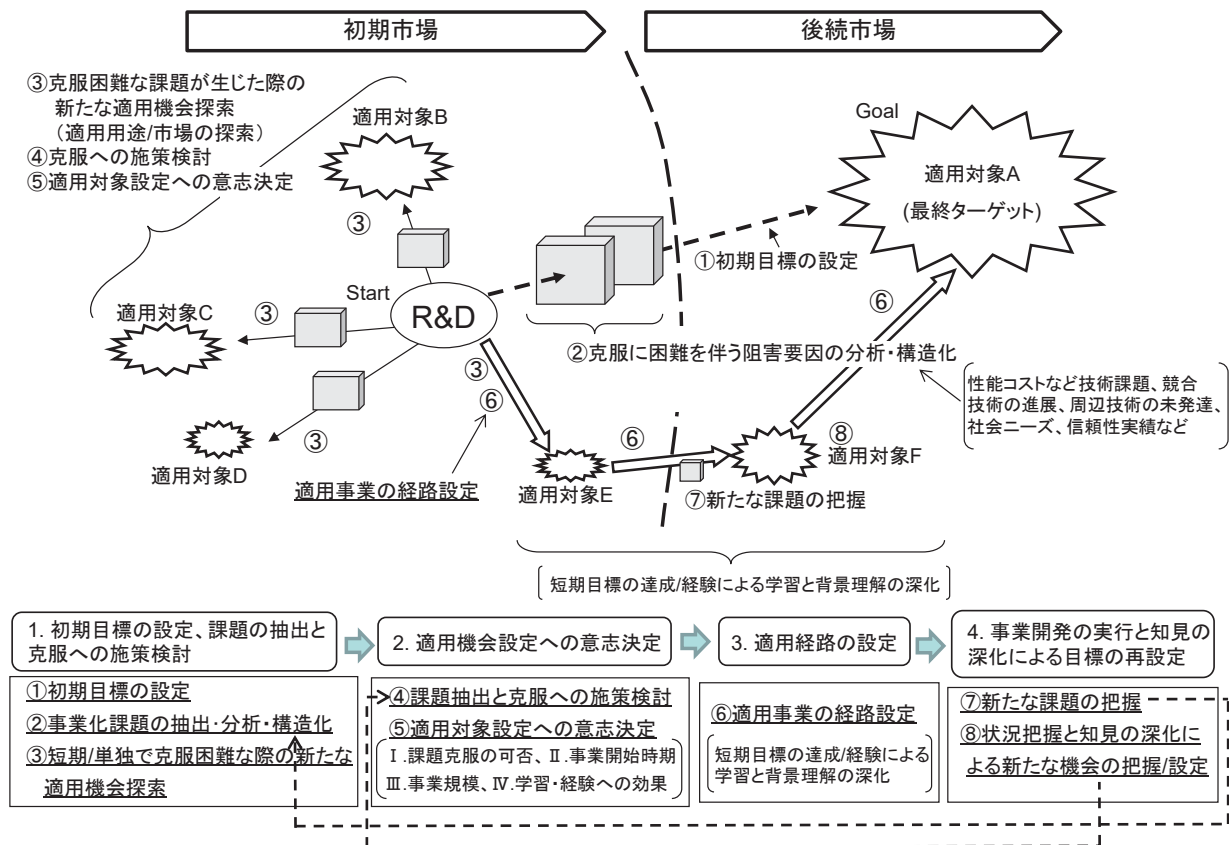 初期市場
後続市場
③克服困難な課題が生じた際の
新たな適用機会探索
（適用用途/市場の探索）
④克服への施策検討
⑤適用対象設定への意志決定
適用対象B
③
Goal
適用対象A
(最終ターゲット)
①初期目標の設定
Start
R&D
適用対象C
③
⑥
②克服に困難を伴う阻害要因の分析・構造化
③
⑥
性能コストなど技術課題、競合
技術の進展、周辺技術の未発達、
社会ニーズ、信頼性実績など
③
適用対象D
⑥
⑧
適用対象F
適用事業の経路設定
適用対象E
⑦新たな課題の把握
短期目標の達成/経験による学習と背景理解の深化
1. 初期目標の設定、課題の抽出と
克服への施策検討
2. 適用機会設定への意志決定
3. 適用経路の設定
4. 事業開発の実行と知見の
深化による目標の再設定
①初期目標の設定
②事業化課題の抽出･分析・構造化
③短期/単独で克服困難な際の新たな
適用機会探索
④課題抽出と克服への施策検討
⑤適用対象設定への意志決定
Ⅰ.課題克服の可否、Ⅱ.事業開始時期
Ⅲ.事業規模、Ⅳ.学習・経験への効果
⑥適用事業の経路設定
短期目標の達成/経験による
学習と背景理解の深化
⑦新たな課題の把握
⑧状況把握と知見の深化に
よる新たな機会の把握/設定